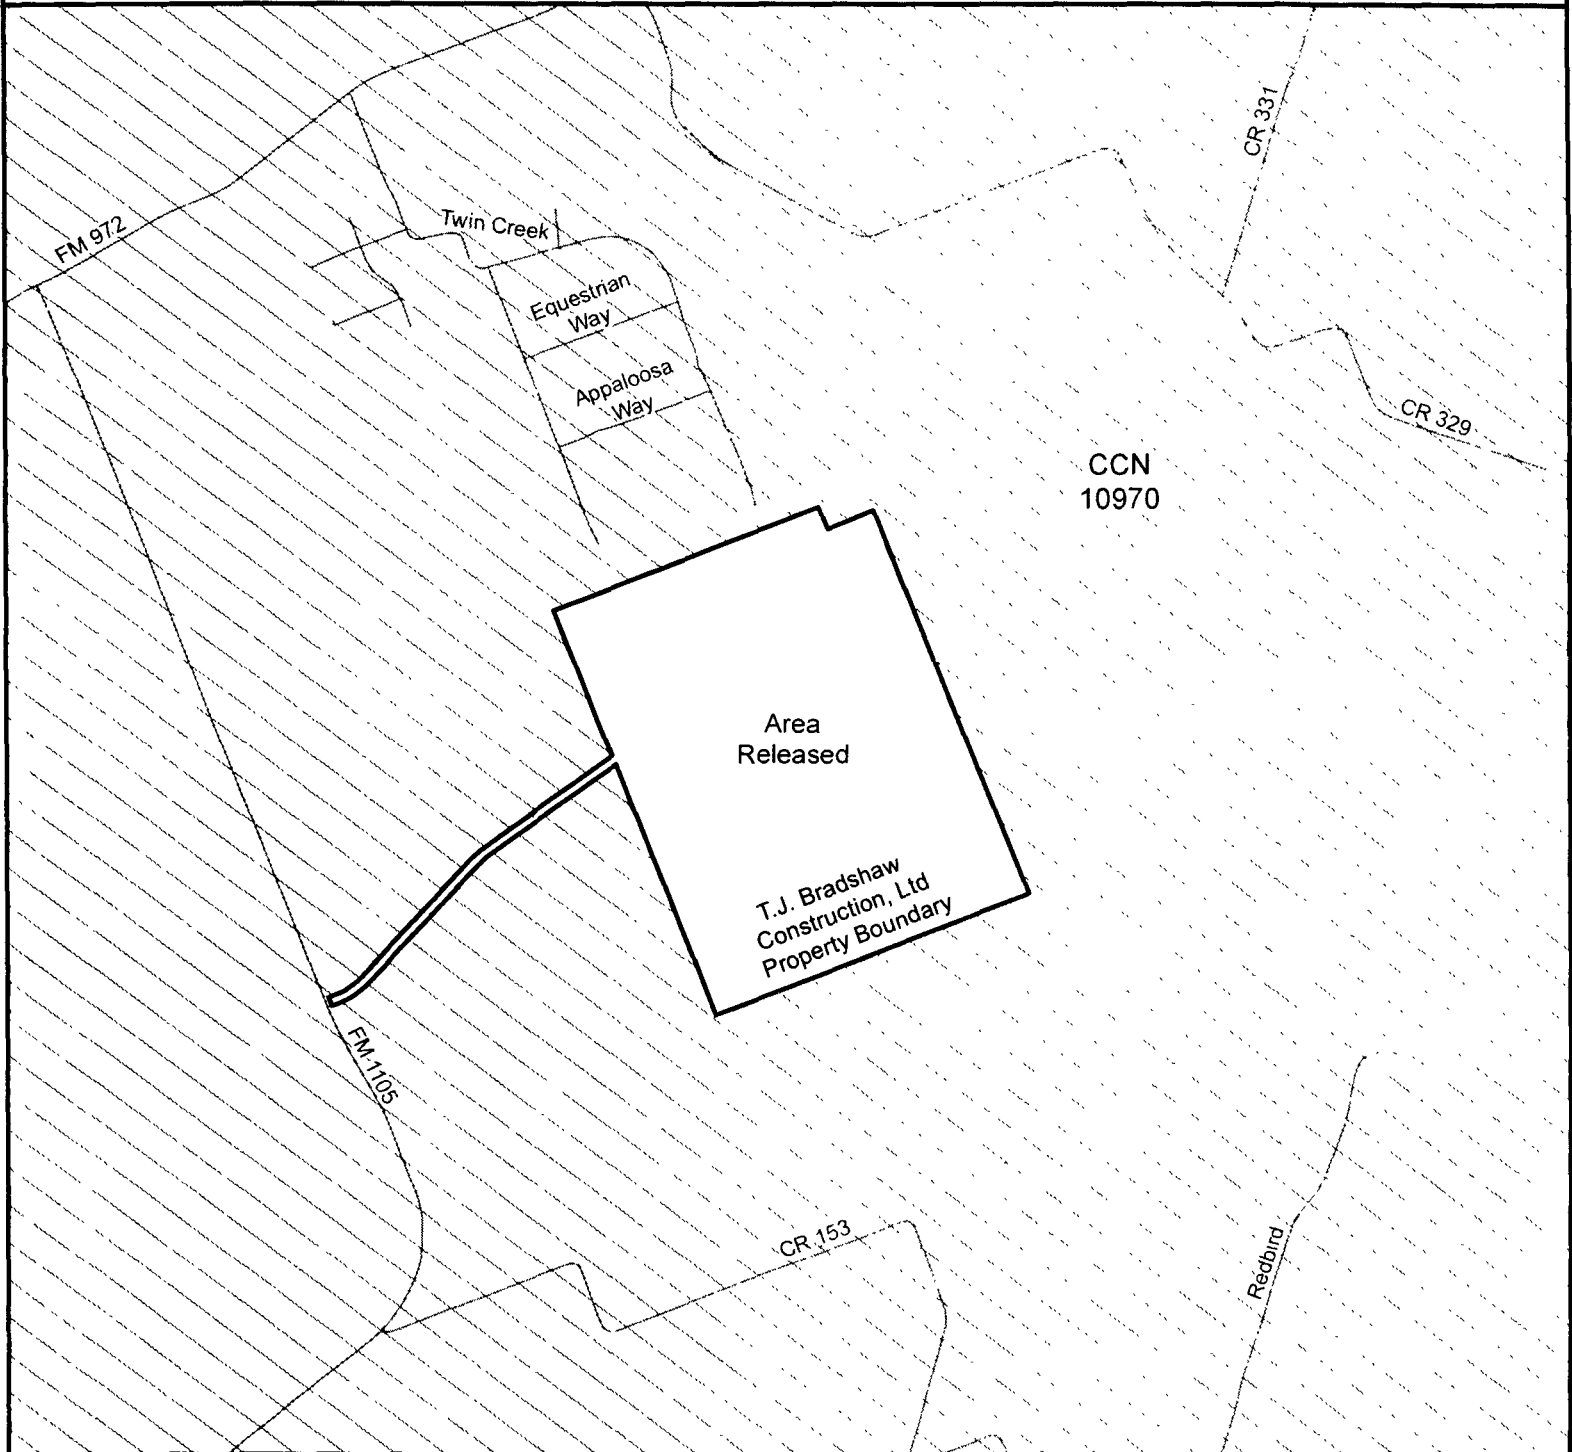 CR 331
FM 972
Twin Creek
Equestrian
Way
Appaloosa
Way
CR 329
CCN
10970
Area
Released
T.J. Bradshaw
Construction, Ltd
Property Boundary
FM 1105
CR 153
Redbird